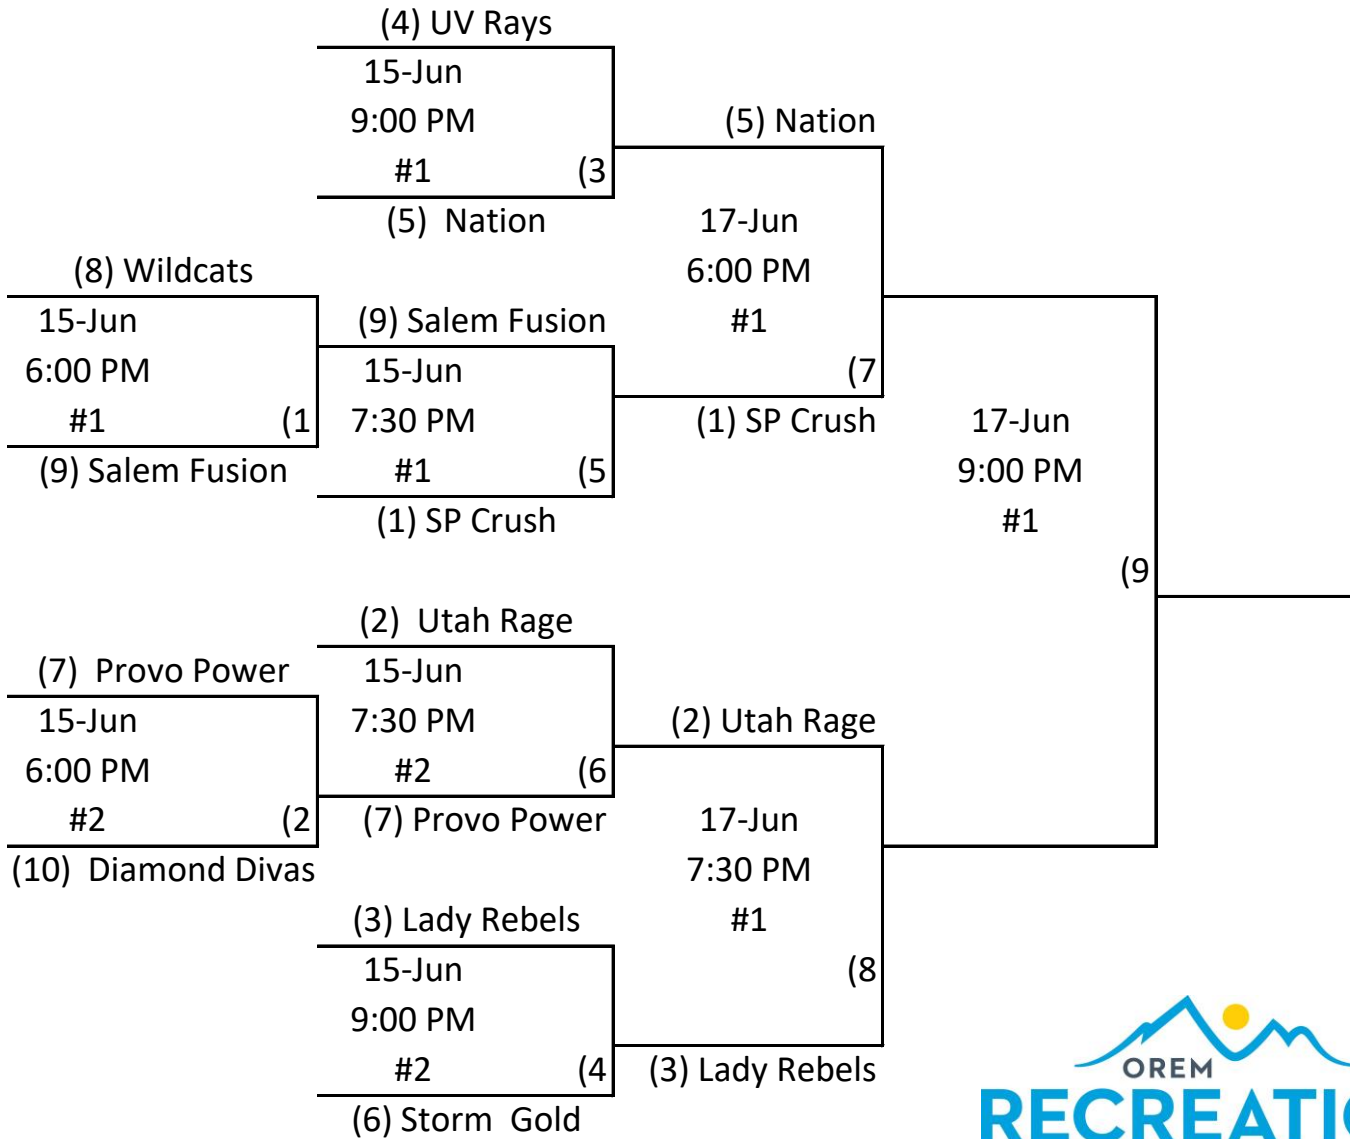 (4) UV Rays
15-Jun
9:00 PM
(5) Nation
#1 (3
(5)  Nation
17-Jun
(8) Wildcats
6:00 PM
15-Jun
(9) Salem Fusion
#1
6:00 PM
15-Jun
(7
#1 (1
7:30 PM
(1) SP Crush
17-Jun
(9) Salem Fusion
#1 (5
9:00 PM
(1) SP Crush
#1
(9
(2)  Utah Rage
(7)  Provo Power
15-Jun
15-Jun
7:30 PM
(2) Utah Rage
6:00 PM
#2 (6
#2 (2
(7) Provo Power
17-Jun
(10)  Diamond Divas
7:30 PM
(3) Lady Rebels
#1
15-Jun
(8
9:00 PM
#2 (4
(3) Lady Rebels
(6) Storm  Gold
OREM
RECREATIO